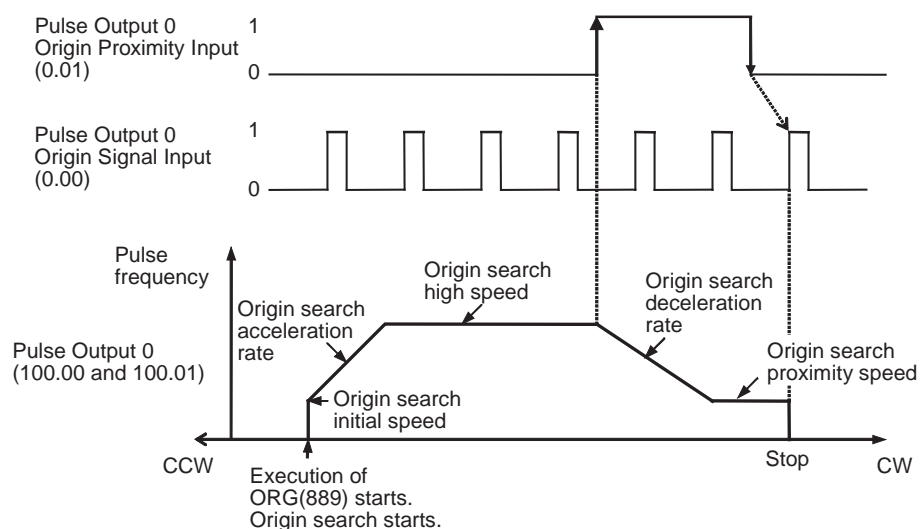 Pulse Output 0
Origin Proximity Input
(0.01)
1
0
Pulse Output 0
Origin Signal Input
(0.00)
1
0
Pulse
frequency
Origin search
high speed
Origin search
deceleration
rate
Origin search
acceleration
rate
Pulse Output 0
(100.00 and 100.01)
Origin search
proximity speed
Origin search
initial speed
CCW
Stop
CW
Execution of
ORG(889) starts.
Origin search starts.